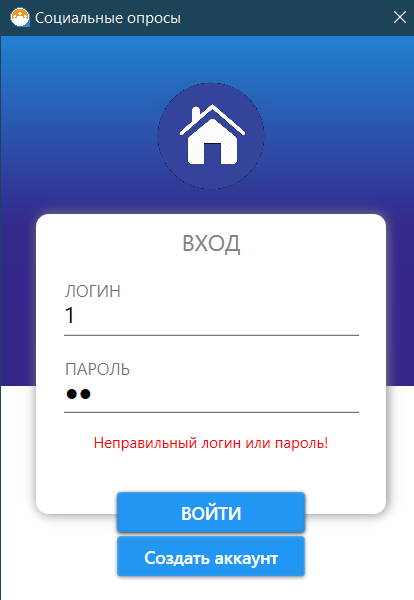 Социальные опросы
ВХОД
ЛОГИН
1
ПАРОЛЬ
●●
Неправильный логин или пароль!
ВОЙТИ
Создать аккаунт